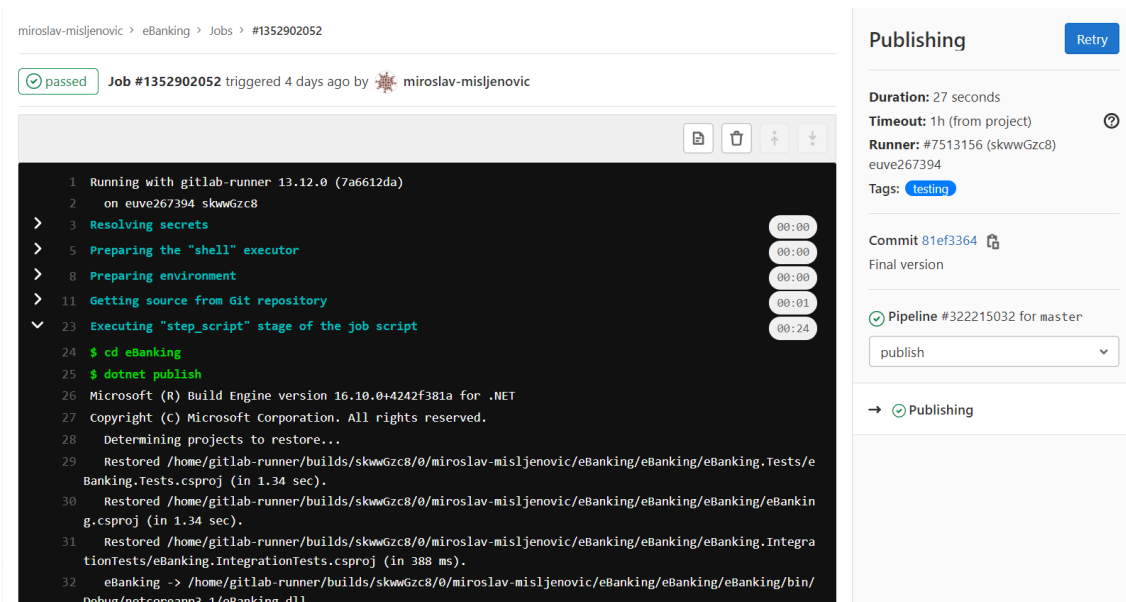 miroslav-misljenovic > eBanking > Jobs > #1352902052
passed Job #1352902052 triggered 4 days ago by miroslav-misljenovic
1 Running with gitlab-runner 13.12.0 (7a6612da)
2 on euve267394 skwwGzc8
3 Resolving secrets 00:00
5 Preparing the "shell" executor 00:00
8 Preparing environment 00:00
11 Getting source from Git repository 00:01
23 Executing "step_script" stage of the job script 00:24
24 $ cd eBanking
25 $ dotnet publish
26 Microsoft (R) Build Engine version 16.10.0+4242f381a for .NET
27 Copyright (C) Microsoft Corporation. All rights reserved.
28 Determining projects to restore...
29 Restored /home/gitlab-runner/builds/skwwGzc8/0/miroslav-misljenovic/eBanking/eBanking/eBanking.Tests/e
Banking.Tests.csproj (in 1.34 sec).
30 Restored /home/gitlab-runner/builds/skwwGzc8/0/miroslav-misljenovic/eBanking/eBanking/eBanking/eBankin
g.csproj (in 1.34 sec).
31 Restored /home/gitlab-runner/builds/skwwGzc8/0/miroslav-misljenovic/eBanking/eBanking/eBanking.Integra
tionTests/eBanking.IntegrationTests.csproj (in 388 ms).
32 eBanking -> /home/gitlab-runner/builds/skwwGzc8/0/miroslav-misljenovic/eBanking/eBanking/eBanking/bin/
Debug/netcoreapp3.1/eBanking.dll
Publishing Retry
Duration: 27 seconds
Timeout: 1h (from project)
Runner: #7513156 (skwwGzc8)
euve267394
Tags: testing
Commit 81ef3364
Final version
Pipeline #322215032 for master
publish
→ Publishing